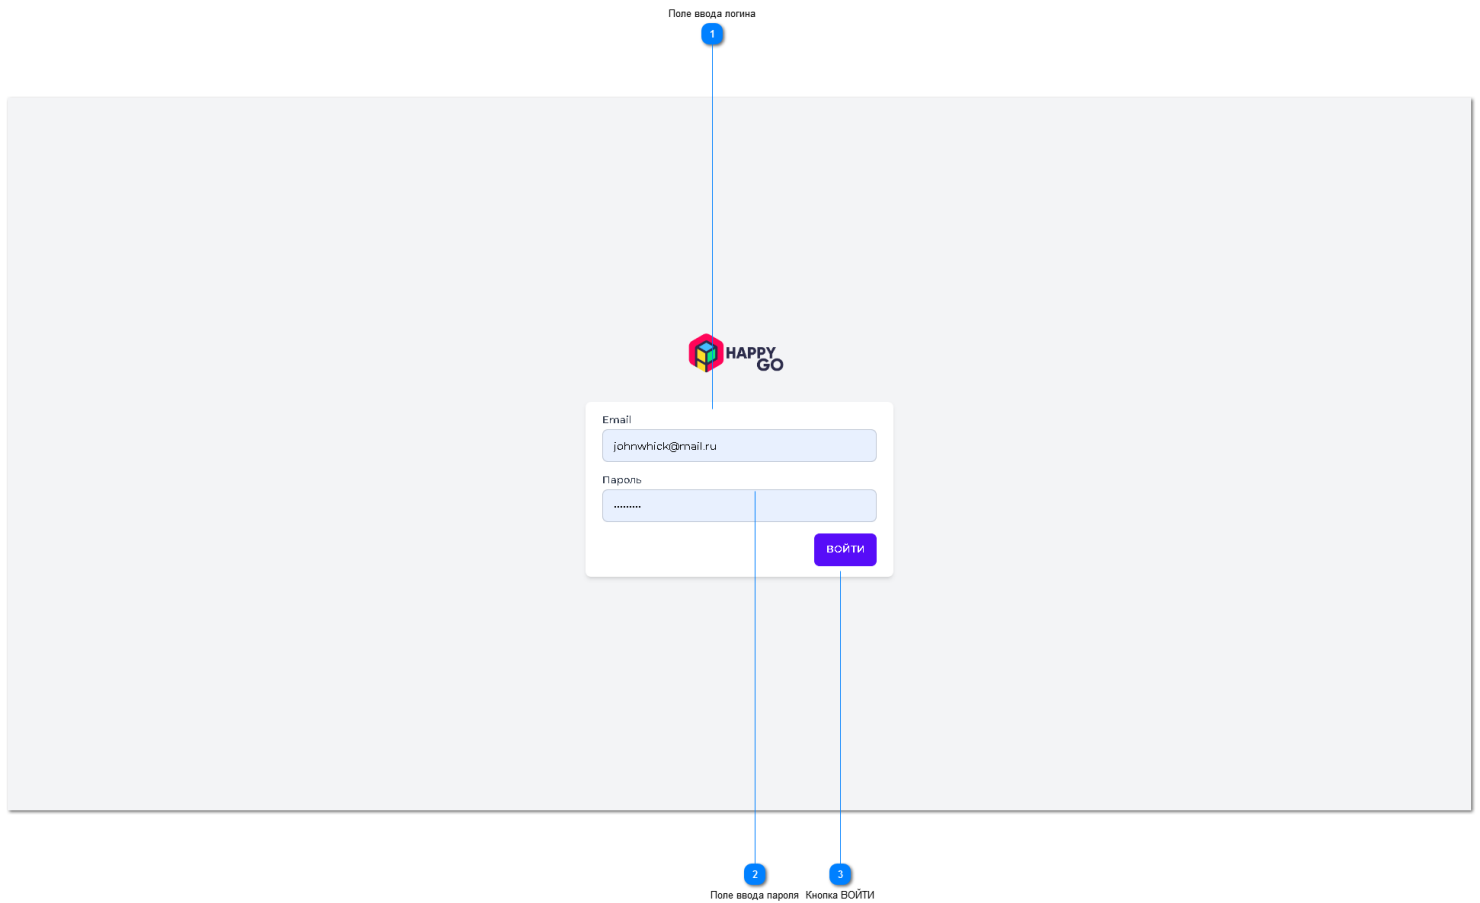 Поле ввода логина
1
HAPPY
GO
Email
johnwhick@mail.ru
Пароль
•••••••••
ВОЙТИ
2
3
Поле ввода пароля
Кнопка ВОЙТИ